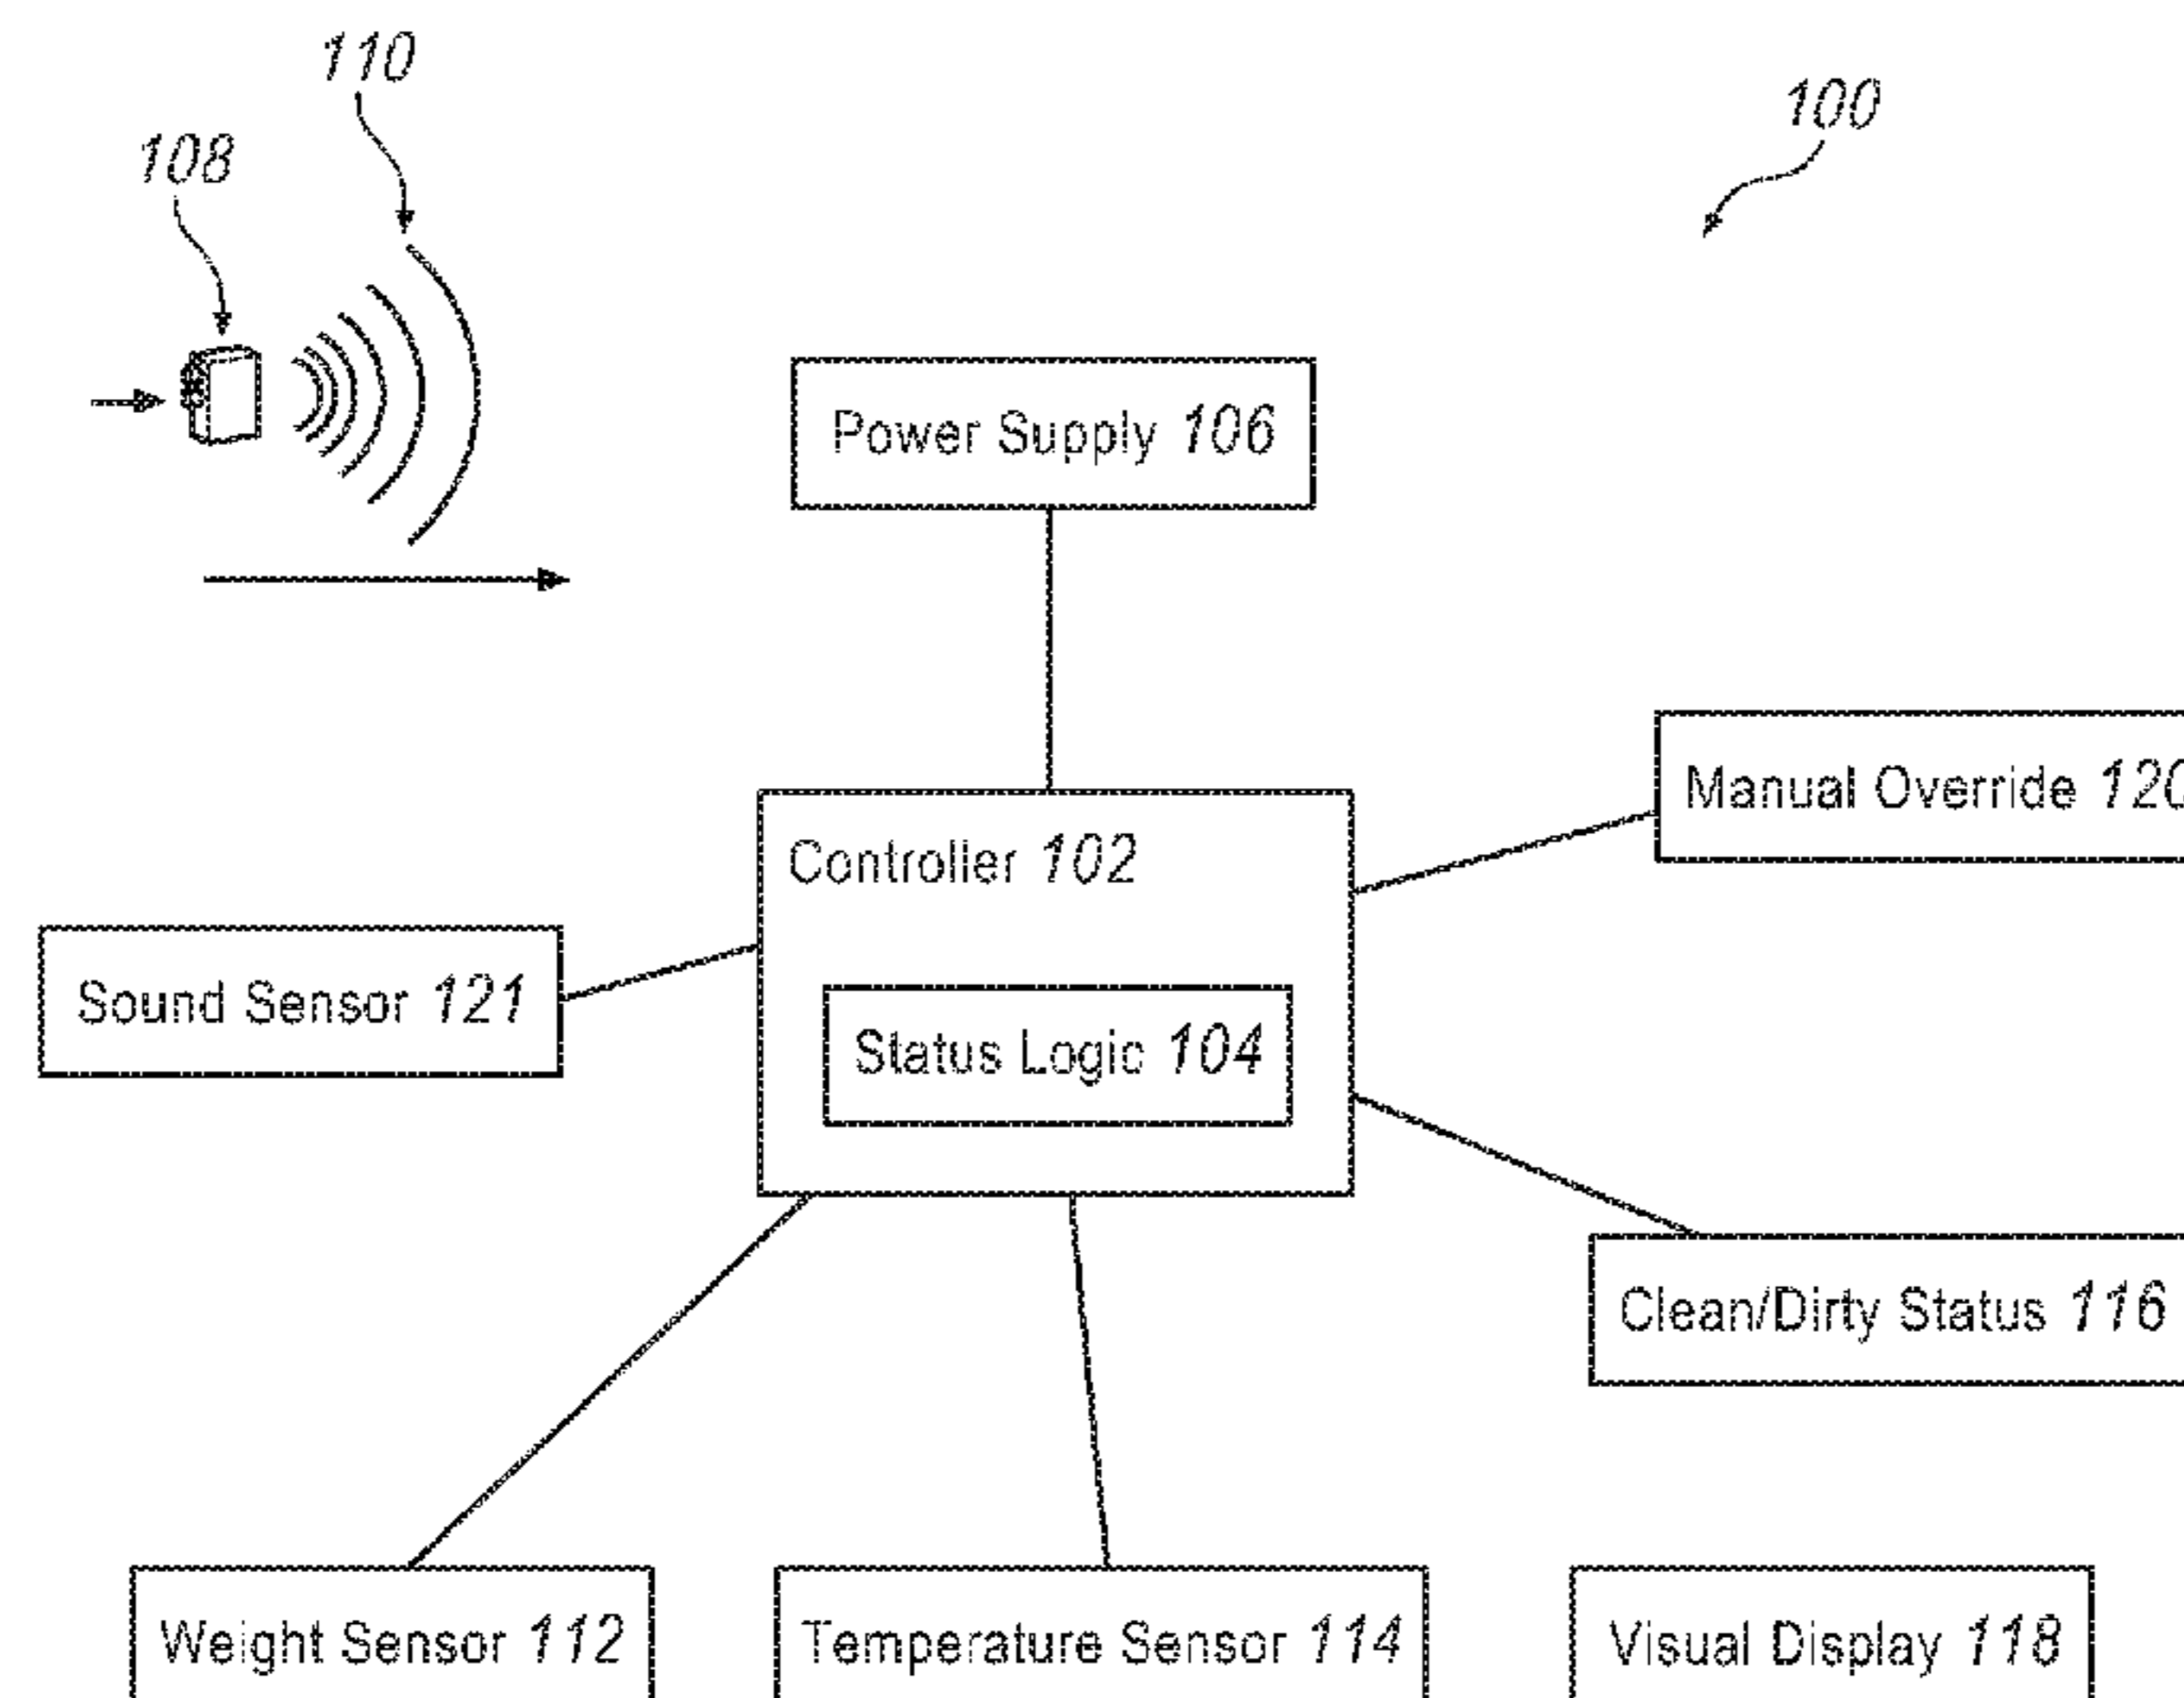 110
100
108
Power Supply 106
Manual Override 120
Controller 102
Sound Sensor 121
Status Logic 104
Clean/Dirty Status 116
Weight Sensor 112
Temperature Sensor 114
Visual Display 118